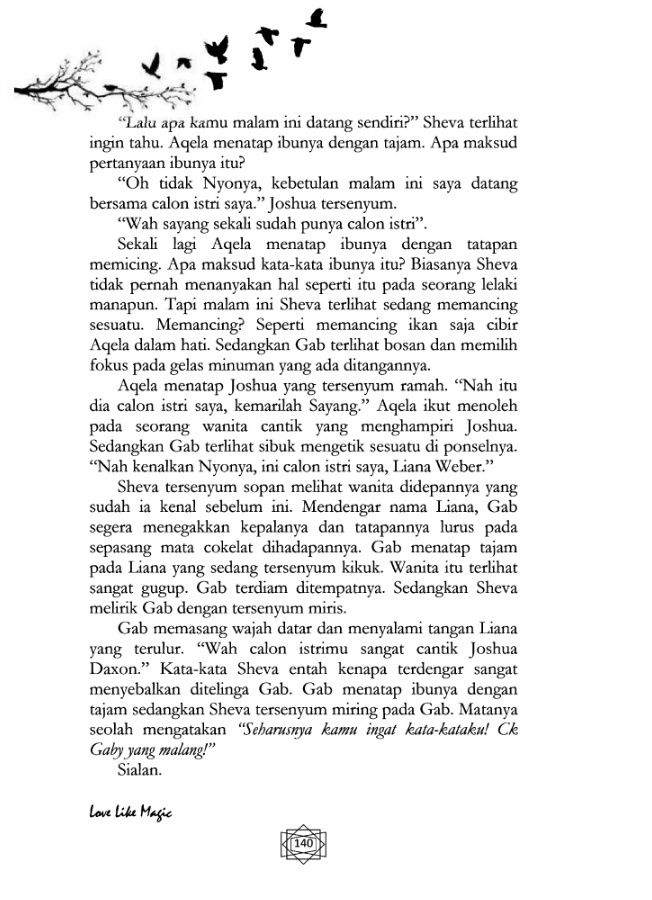 “Lalu apa kamu malam ini datang sendiri?” Sheva terlihat
ingin tahu. Aqela menatap ibunya dengan tajam. Apa maksud
pertanyaan ibunya itu?
“Oh tidak Nyonya, kebetulan malam ini saya datang
bersama calon istri saya.” Joshua tersenyum.
“Wah sayang sekali sudah punya calon istri”.
Sekali lagi Aqela menatap ibunya dengan tatapan
memicing. Apa maksud kata-kata ibunya itu? Biasanya Sheva
tidak pernah menanyakan hal seperti itu pada seorang lelaki
manapun. Tapi malam ini Sheva terlihat sedang memancing
sesuatu. Memancing? Seperti memancing ikan saja cibir
Aqela dalam hati. Sedangkan Gab terlihat bosan dan memilih
fokus pada gelas minuman yang ada ditangannya.
Aqela menatap Joshua yang tersenyum ramah. “Nah itu
dia calon istri saya, kemarilah Sayang.” Aqela ikut menoleh
pada seorang wanita cantik yang menghampiri Joshua.
Sedangkan Gab terlihat sibuk mengetik sesuatu di ponselnya.
“Nah kenalkan Nyonya, ini calon istri saya, Liana Weber.”
Sheva tersenyum sopan melihat wanita didepannya yang
sudah ia kenal sebelum ini. Mendengar nama Liana, Gab
segera menegakkan kepalanya dan tatapannya lurus pada
sepasang mata cokelat dihadapannya. Gab menatap tajam
pada Liana yang sedang tersenyum kikuk. Wanita itu terlihat
sangat gugup. Gab terdiam ditempatnya. Sedangkan Sheva
melirik Gab dengan tersenyum miris.
Gab memasang wajah datar dan menyalami tangan Liana
yang terulur. “Wah calon istrimu sangat cantik Joshua
Daxon.” Kata-kata Sheva entah kenapa terdengar sangat
menyebalkan ditelinga Gab. Gab menatap ibunya dengan
tajam sedangkan Sheva tersenyum miring pada Gab. Matanya
seolah mengatakan “Seharusnya kamu ingat kata-kataku! Ck
Gaby yang malang!”
Sialan.
Love Like Magic
140